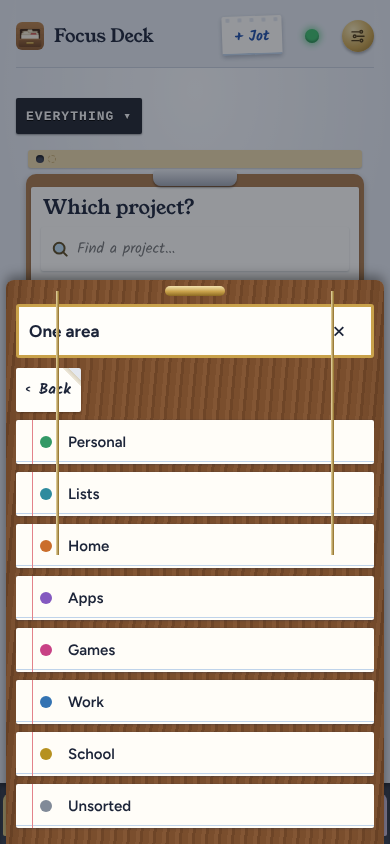 Focus Deck
+ Jot
EVERYTHING ▾
Which project?
Find a project...
One area
×
‹ Back
Personal
Lists
Home
Apps
Games
Work
School
Unsorted